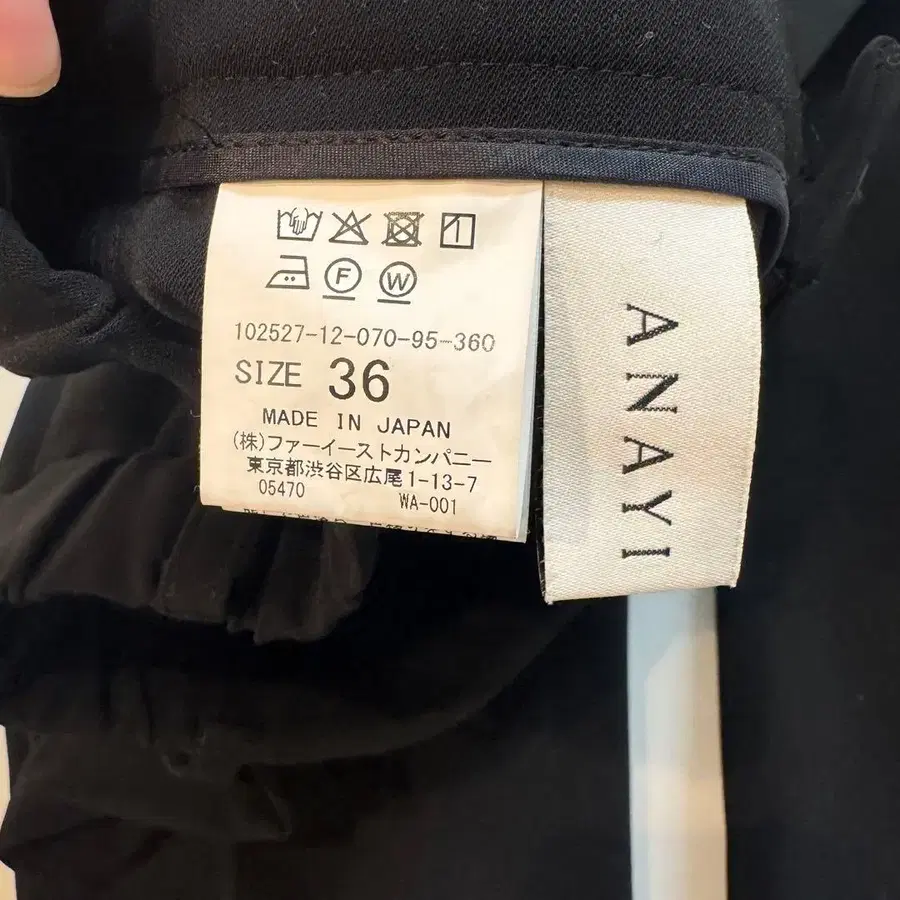 F W
102527-12-070-95-360
SIZE 36
MADE IN JAPAN
(株)ファーイーストカンパニー
東京都渋谷区広尾1-13-7
05470 WA-001
ANAYI